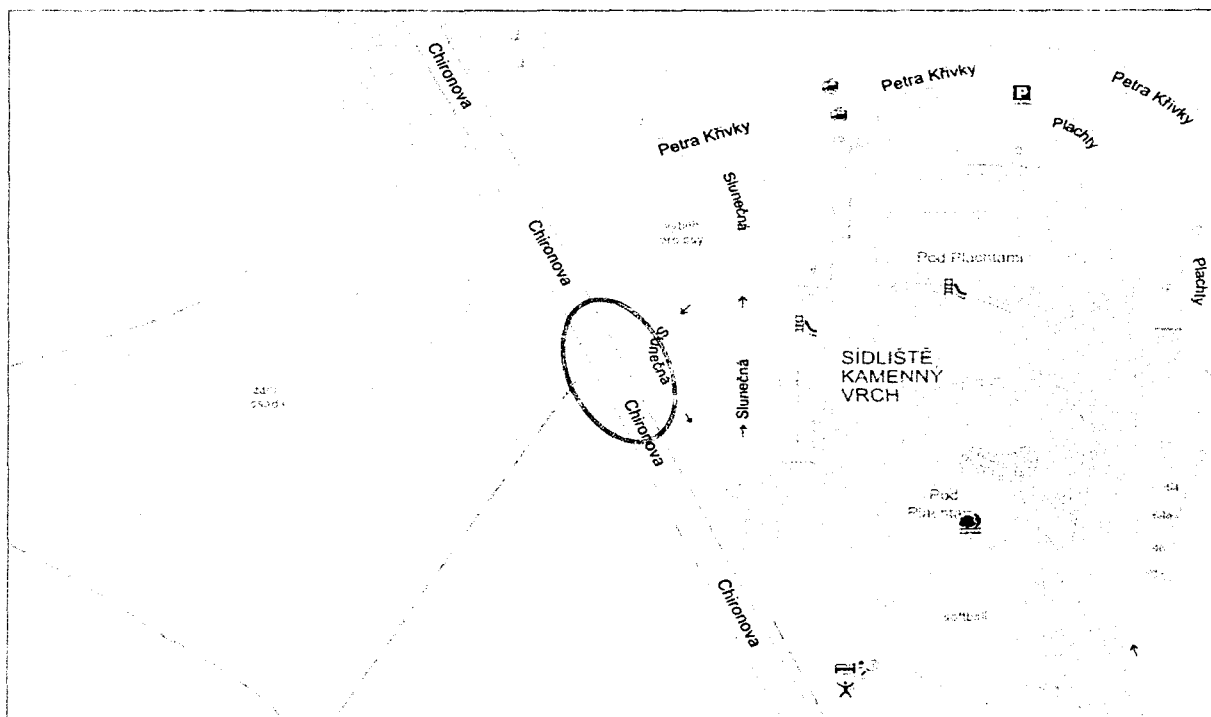 Chironova
Petra Křivky
P
Petra Křivky
Plachty
Petra Křivky
Slunečná
Chironova
Pod Plachtami
Plachty
Slunečná
SÍDLIŠTĚ
KAMENNÝ
VRCH
Slunečná
Chironova
Pod
Chironova
softball